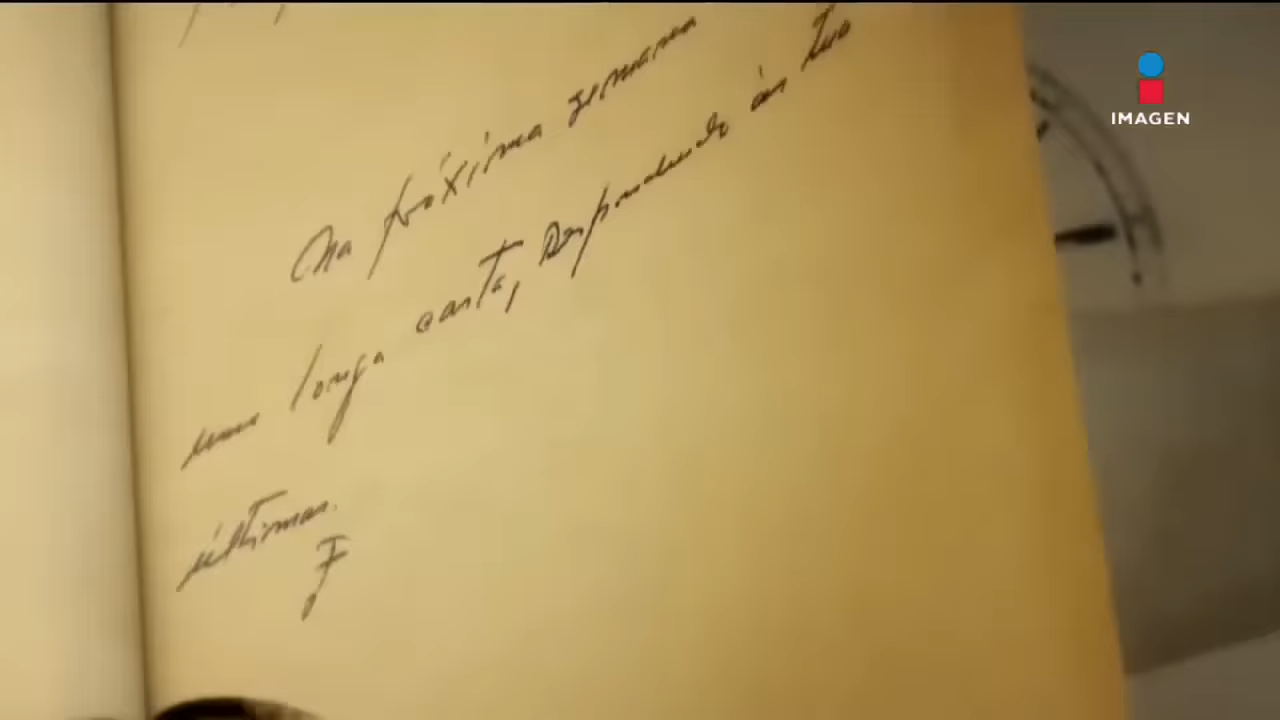 Na próxima semana
uma longa carta, respondendo às tuas
últimas.
F
IMAGEN